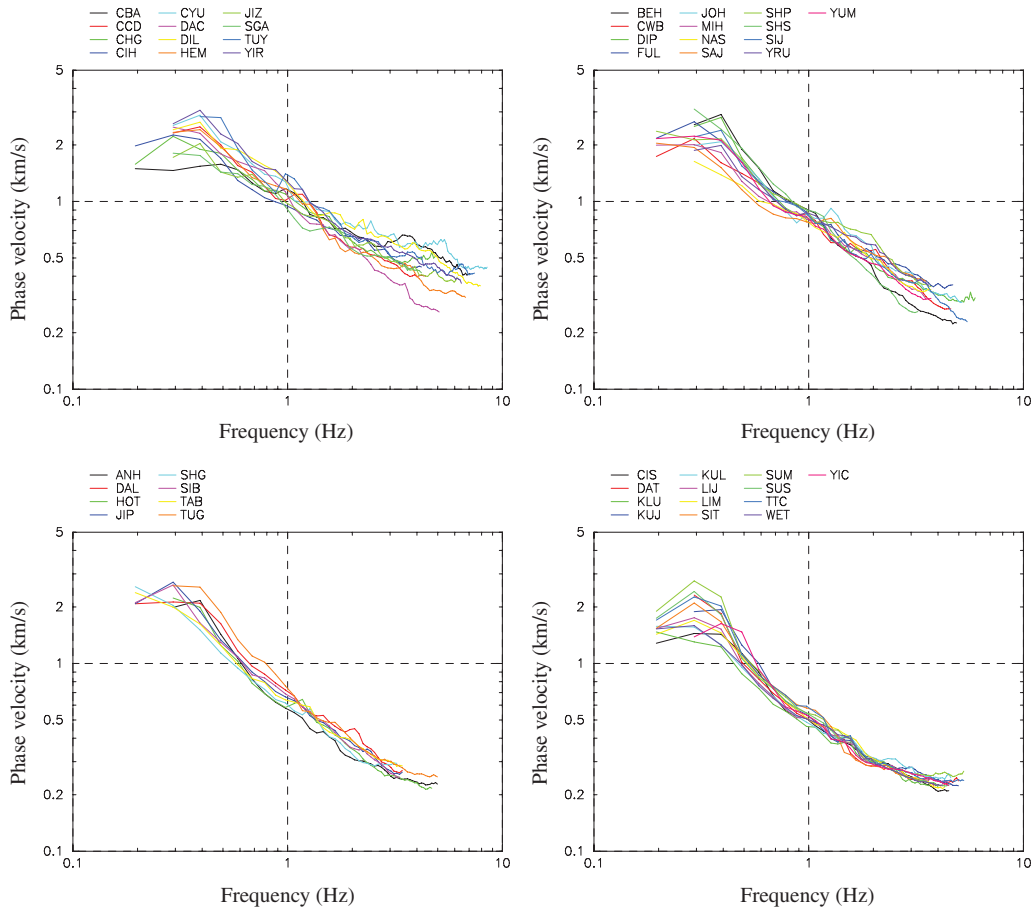 CBA CYU JIZ
CCD DAC SGA
CHG DIL TUY
CIH HEM YIR
5
2
1
0.5
0.2
0.1
0.1 1 10
Phase velocity (km/s)
Frequency (Hz)
BEH JOH SHP YUM
CWB MIH SHS
DIP NAS SIJ
FUL SAJ YRU
5
2
1
0.5
0.2
0.1
0.1 1 10
Phase velocity (km/s)
Frequency (Hz)
ANH SHG
DAL SIB
HOT TAB
JIP TUG
5
2
1
0.5
0.2
0.1
0.1 1 10
Phase velocity (km/s)
Frequency (Hz)
CIS KUL SUM YIC
DAT LIJ SUS
KLU LIM TTC
KUJ SIT WET
5
2
1
0.5
0.2
0.1
0.1 1 10
Phase velocity (km/s)
Frequency (Hz)